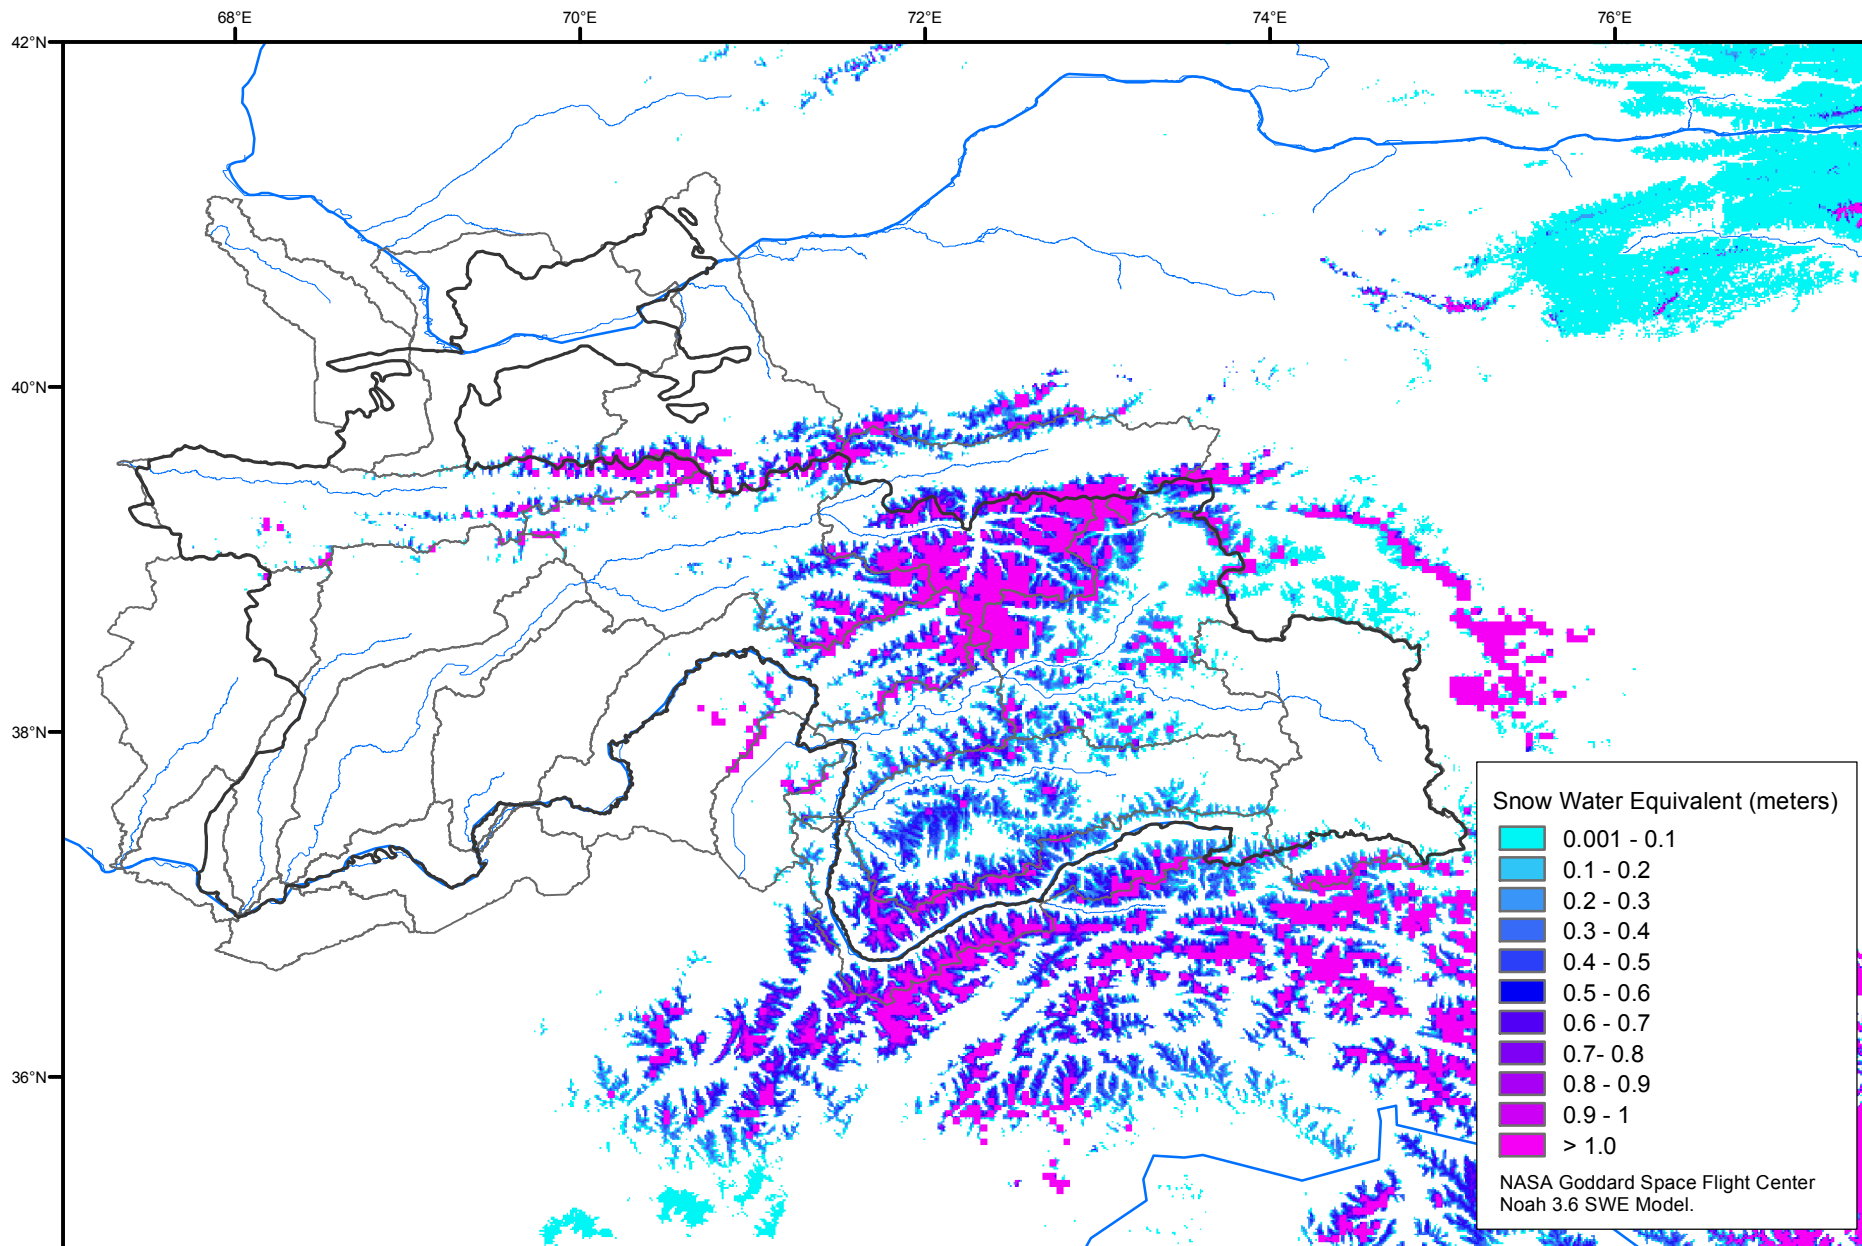 68°E 70°E 72°E 74°E 76°E
42°N
40°N
38°N
36°N
Snow Water Equivalent (meters)
0.001 - 0.1
0.1 - 0.2
0.2 - 0.3
0.3 - 0.4
0.4 - 0.5
0.5 - 0.6
0.6 - 0.7
0.7- 0.8
0.8 - 0.9
0.9 - 1
> 1.0
NASA Goddard Space Flight Center
Noah 3.6 SWE Model.